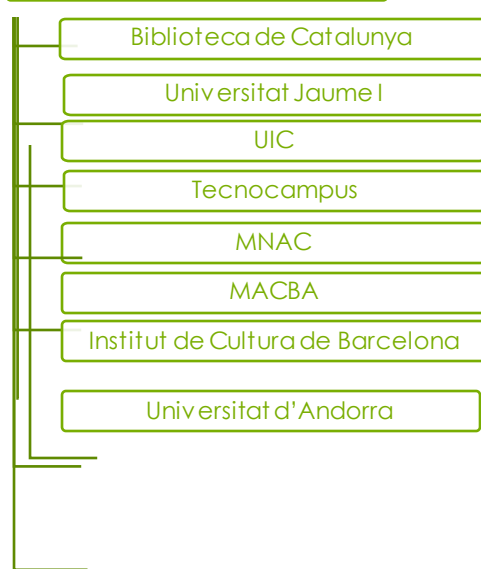 Biblioteca de Catalunya
Universitat Jaume I
UIC
Tecnocampus
MNAC
MACBA
Institut de Cultura de Barcelona
Universitat d’Andorra